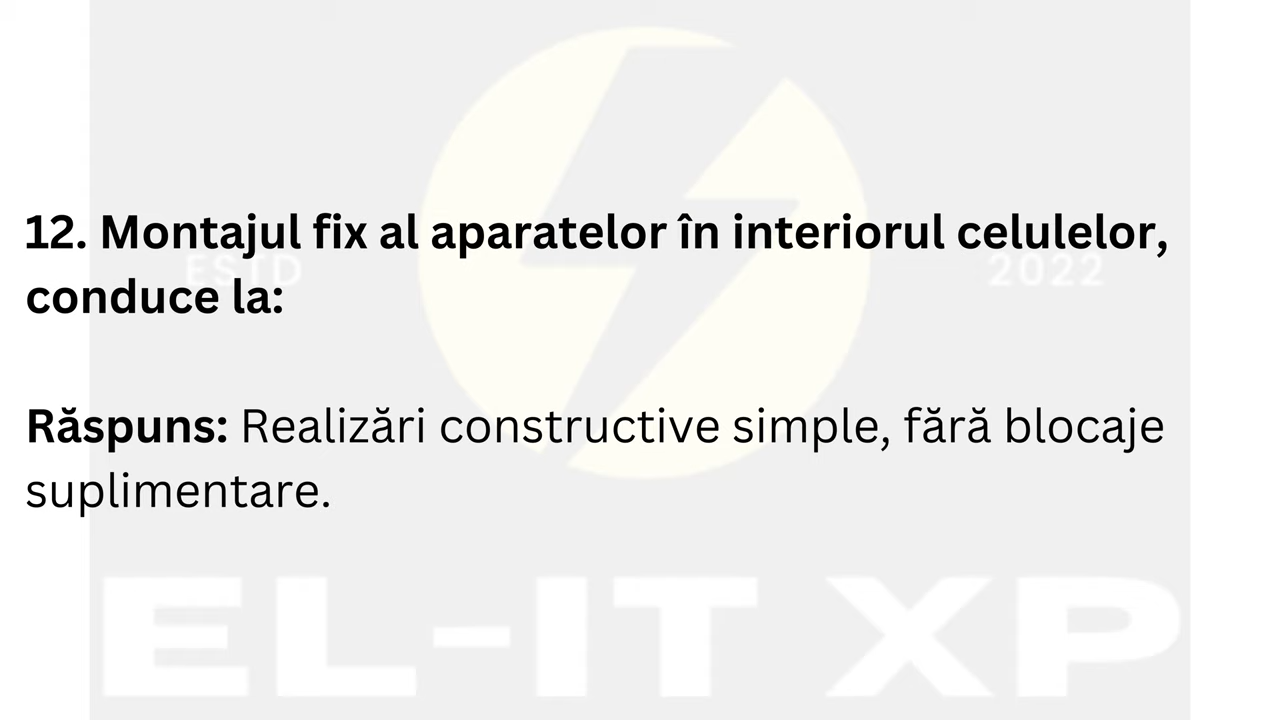 12. Montajul fix al aparatelor în interiorul celulelor,
ESTD
2022
conduce la:
Răspuns: Realizări constructive simple, fără blocaje
suplimentare.
EL-IT XP